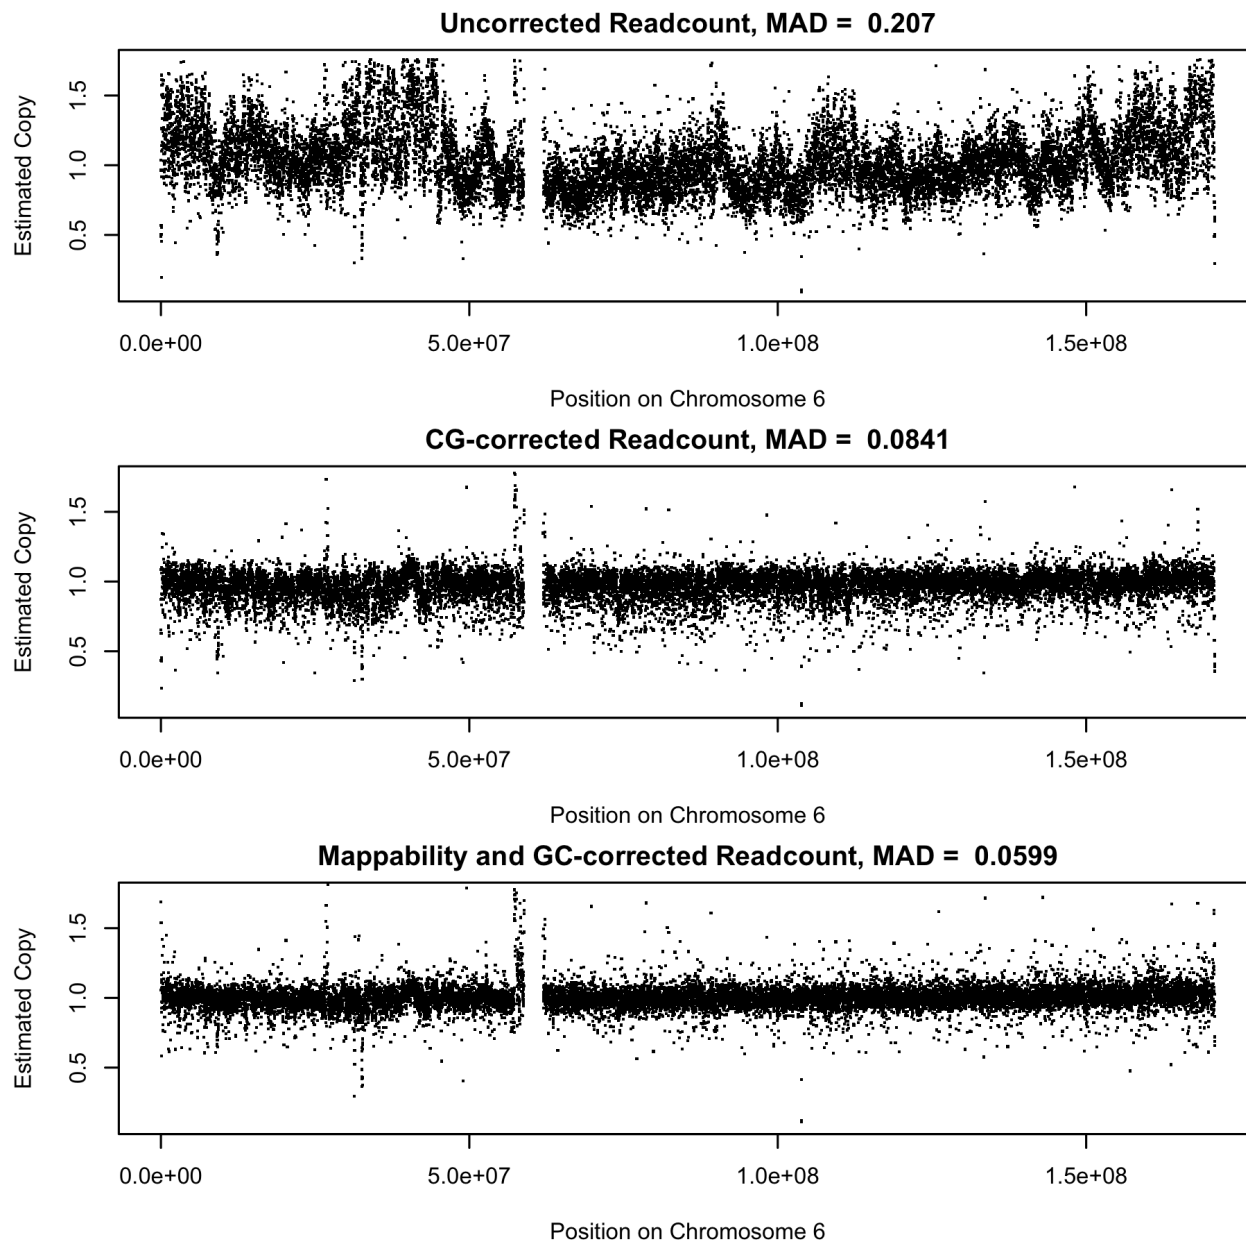 Uncorrected Readcount, MAD =  0.207
Estimated Copy
1.5
1.0
0.5
0.0e+00 5.0e+07 1.0e+08 1.5e+08
Position on Chromosome 6
CG-corrected Readcount, MAD =  0.0841
Estimated Copy
1.5
1.0
0.5
0.0e+00 5.0e+07 1.0e+08 1.5e+08
Position on Chromosome 6
Mappability and GC-corrected Readcount, MAD =  0.0599
Estimated Copy
1.5
1.0
0.5
0.0e+00 5.0e+07 1.0e+08 1.5e+08
Position on Chromosome 6